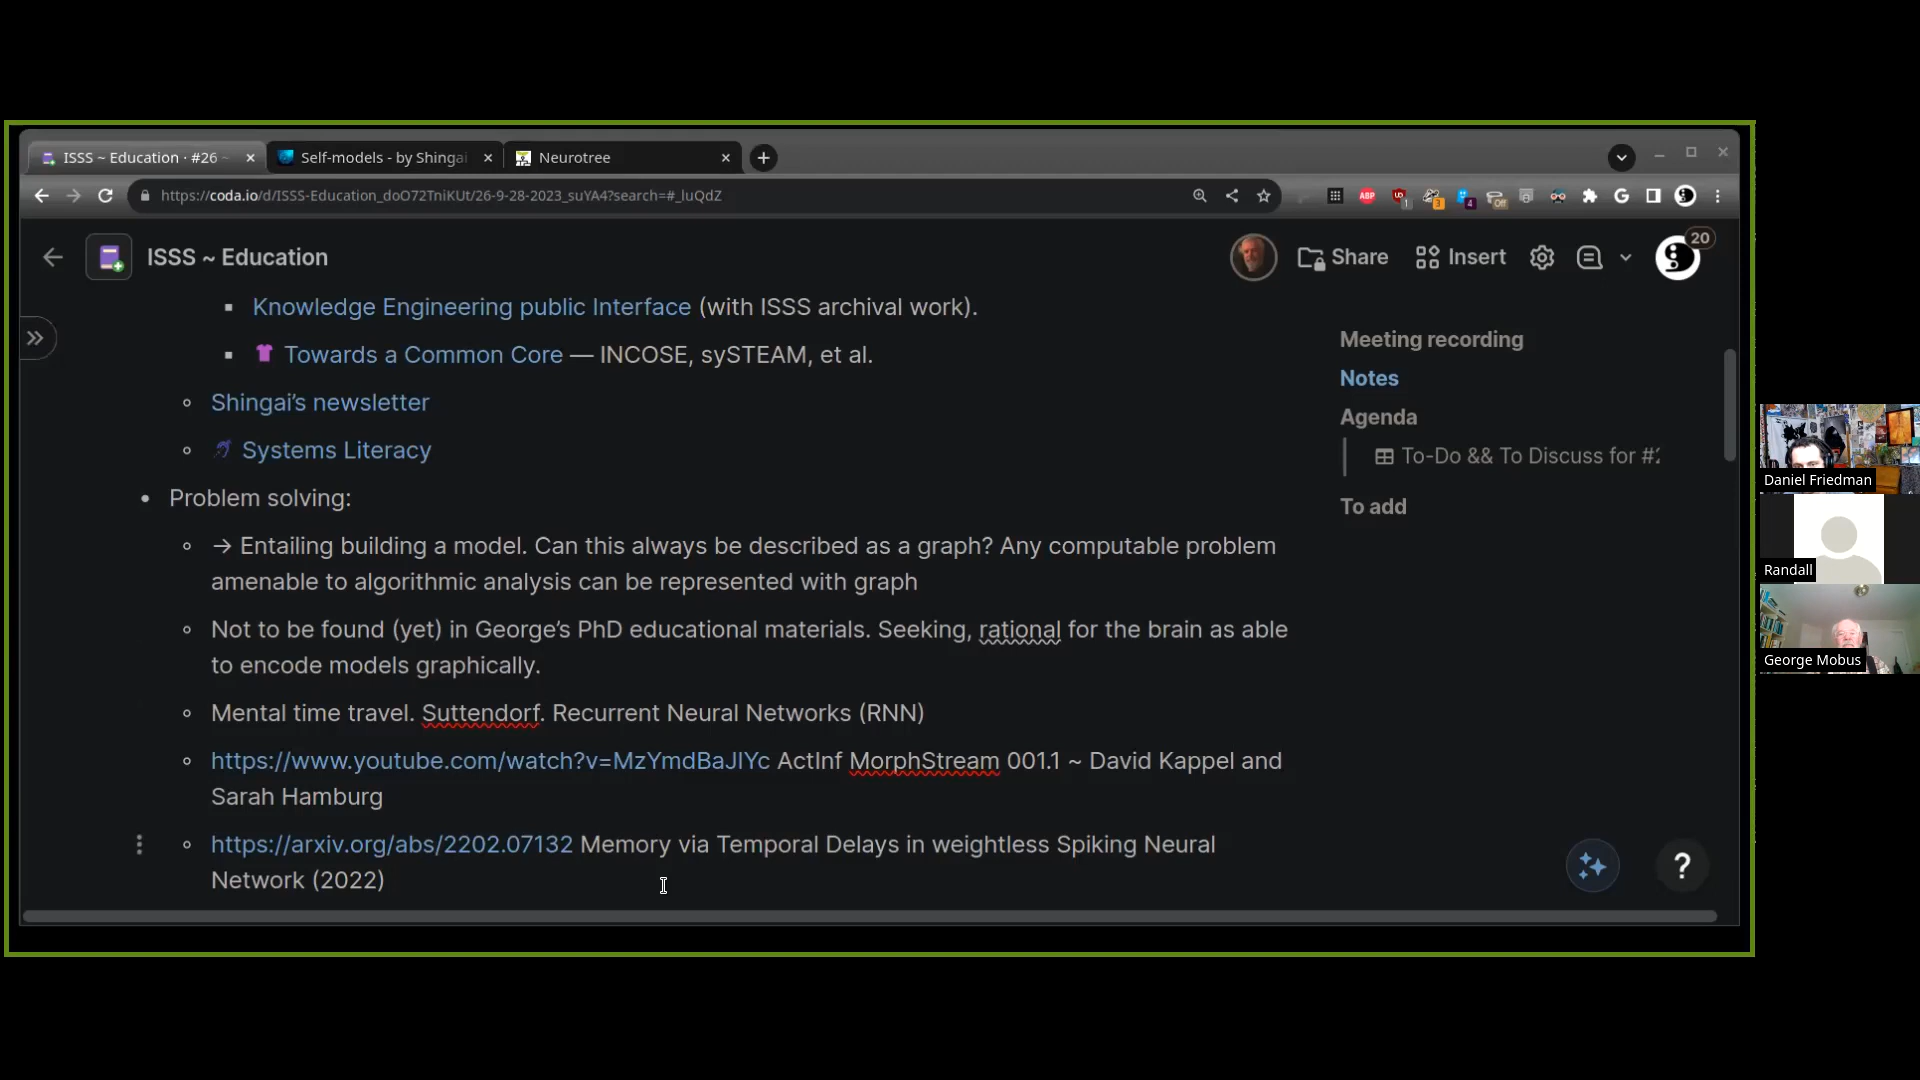 ISSS ~ Education · #26 ~
Self-models - by Shingai
Neurotree
https://coda.io/d/ISSS-Education_doO72TniKUt/26-9-28-2023_suYA4?search=#_luQdZ
ABP
1
3
4
Off
G
ISSS ~ Education
Share
Insert
20
Knowledge Engineering public Interface (with ISSS archival work).
Towards a Common Core — INCOSE, sySTEAM, et al.
Shingai’s newsletter
Systems Literacy
Problem solving:
→ Entailing building a model. Can this always be described as a graph? Any computable problem
amenable to algorithmic analysis can be represented with graph
Not to be found (yet) in George’s PhD educational materials. Seeking, rational for the brain as able
to encode models graphically.
Mental time travel. Suttendorf. Recurrent Neural Networks (RNN)
https://www.youtube.com/watch?v=MzYmdBaJlYc ActInf MorphStream 001.1 ~ David Kappel and
Sarah Hamburg
https://arxiv.org/abs/2202.07132 Memory via Temporal Delays in weightless Spiking Neural
Network (2022)
Meeting recording
Notes
Agenda
To-Do && To Discuss for #2
To add
?
Daniel Friedman
Randall
George Mobus